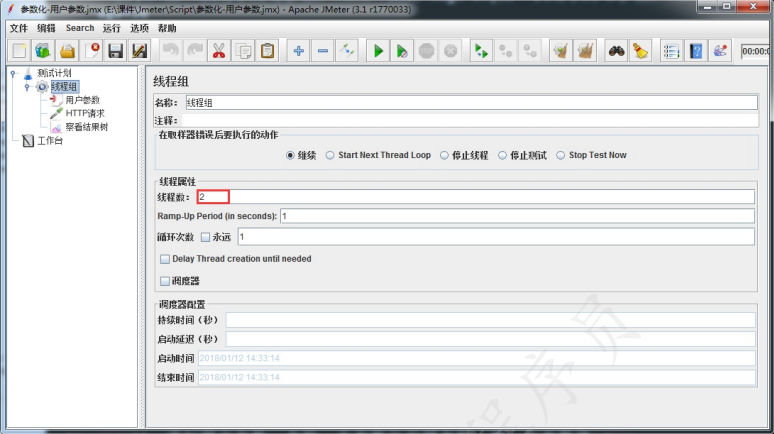 参数化-用户参数.jmx (E:\课件\Jmeter\Script\参数化-用户参数.jmx) - Apache JMeter (3.1 r1770033)
文件 编辑 Search 运行 选项 帮助
00:00:0
测试计划
线程组
用户参数
HTTP请求
察看结果树
工作台
线程组
名称： 线程组
注释：
在取样器错误后要执行的动作
继续 Start Next Thread Loop 停止线程 停止测试 Stop Test Now
线程属性
线程数： 2
Ramp-Up Period (in seconds): 1
循环次数 永远 1
Delay Thread creation until needed
调度器
调度器配置
持续时间（秒）
启动延迟（秒）
启动时间 2018/01/12 14:33:14
结束时间 2018/01/12 14:33:14
程序员